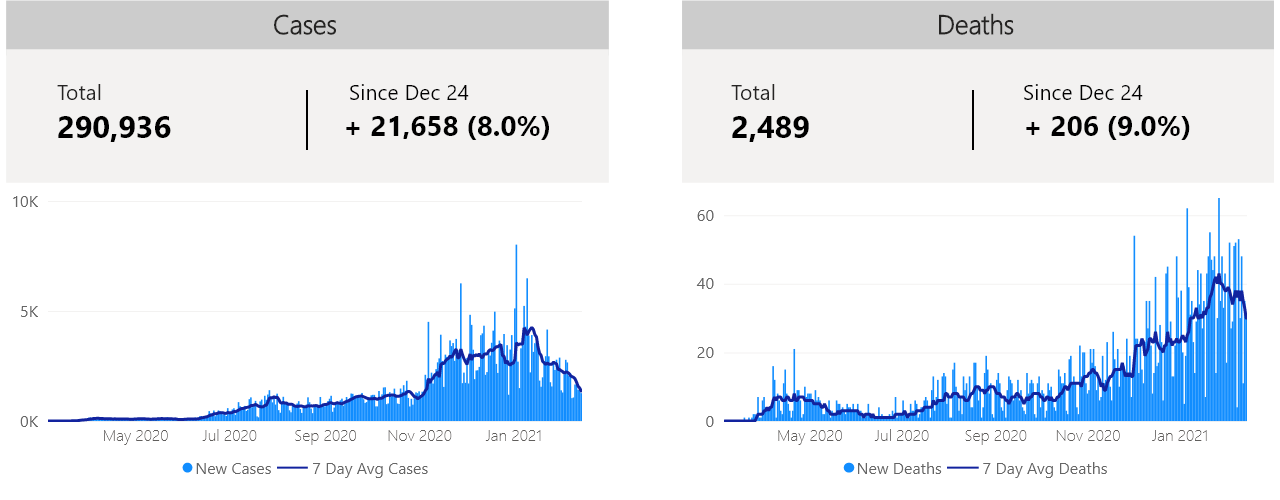 Cases
Total
290,936
Since Dec 24
+ 21,658 (8.0%)
10K
5K
0K
May 2020 Jul 2020 Sep 2020 Nov 2020 Jan 2021
New Cases 7 Day Avg Cases
Deaths
Total
2,489
Since Dec 24
+ 206 (9.0%)
60
40
20
0
May 2020 Jul 2020 Sep 2020 Nov 2020 Jan 2021
New Deaths 7 Day Avg Deaths